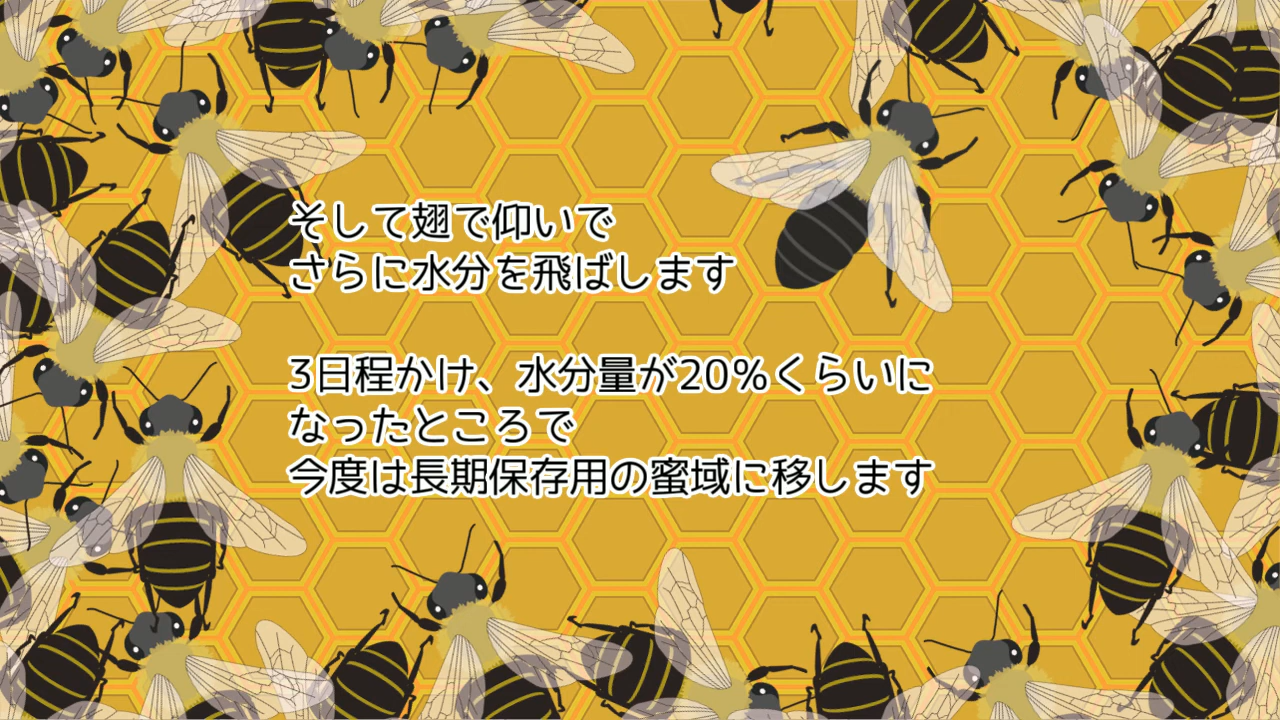 そして翅で仰いで
さらに水分を飛ばします
3日程かけ、水分量が20%くらいに
なったところで
今度は長期保存用の蜜域に移します